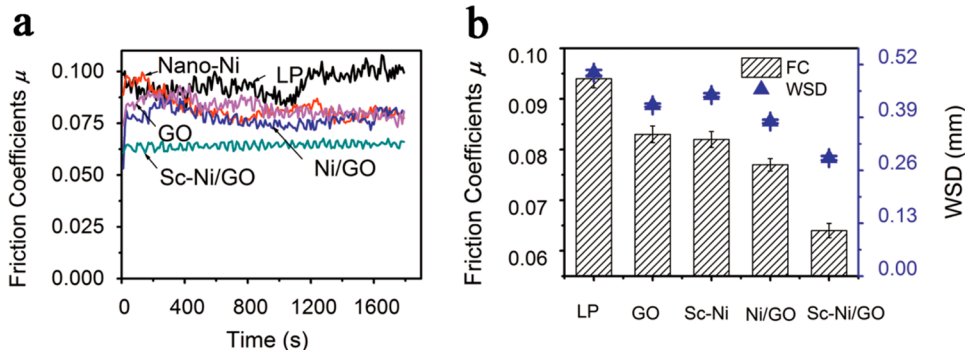 a
Friction Coefficients μ
0.100
0.075
0.050
0.025
0.000
Nano-Ni
LP
GO
Ni/GO
Sc-Ni/GO
0 400 800 1200 1600
Time (s)
b
Friction Coefficients μ
0.10
0.09
0.08
0.07
0.06
FC
WSD
0.52
0.39
0.26
0.13
0.00
WSD (mm)
LP GO Sc-Ni Ni/GO Sc-Ni/GO